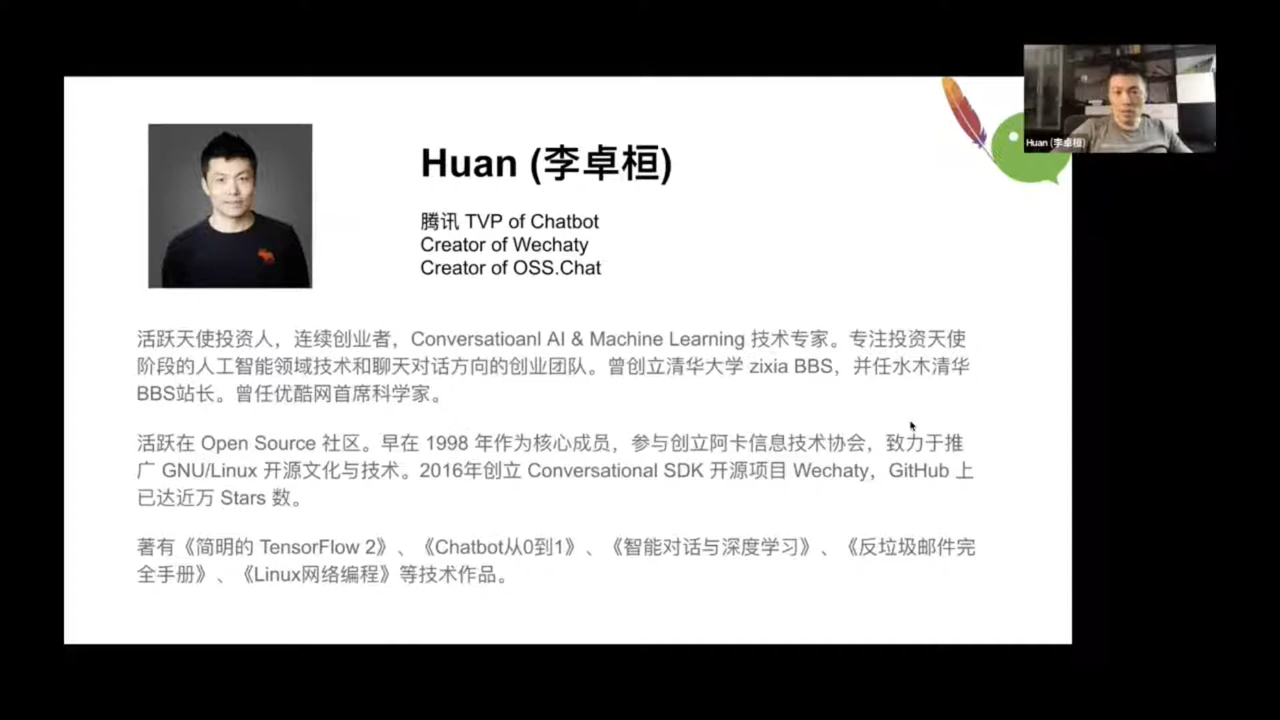 Huan (李卓桓)
Huan (李卓桓)
腾讯 TVP of Chatbot
Creator of Wechaty
Creator of OSS.Chat
活跃天使投资人，连续创业者，Conversatioanl AI & Machine Learning 技术专家。专注投资天使
阶段的人工智能领域技术和聊天对话方向的创业团队。曾创立清华大学 zixia BBS，并任水木清华
BBS站长。曾任优酷网首席科学家。
活跃在 Open Source 社区。早在 1998 年作为核心成员，参与创立阿卡信息技术协会，致力于推
广 GNU/Linux 开源文化与技术。2016年创立 Conversational SDK 开源项目 Wechaty，GitHub 上
已达近万 Stars 数。
著有《简明的 TensorFlow 2》、《Chatbot从0到1》、《智能对话与深度学习》、《反垃圾邮件完
全手册》、《Linux网络编程》等技术作品。